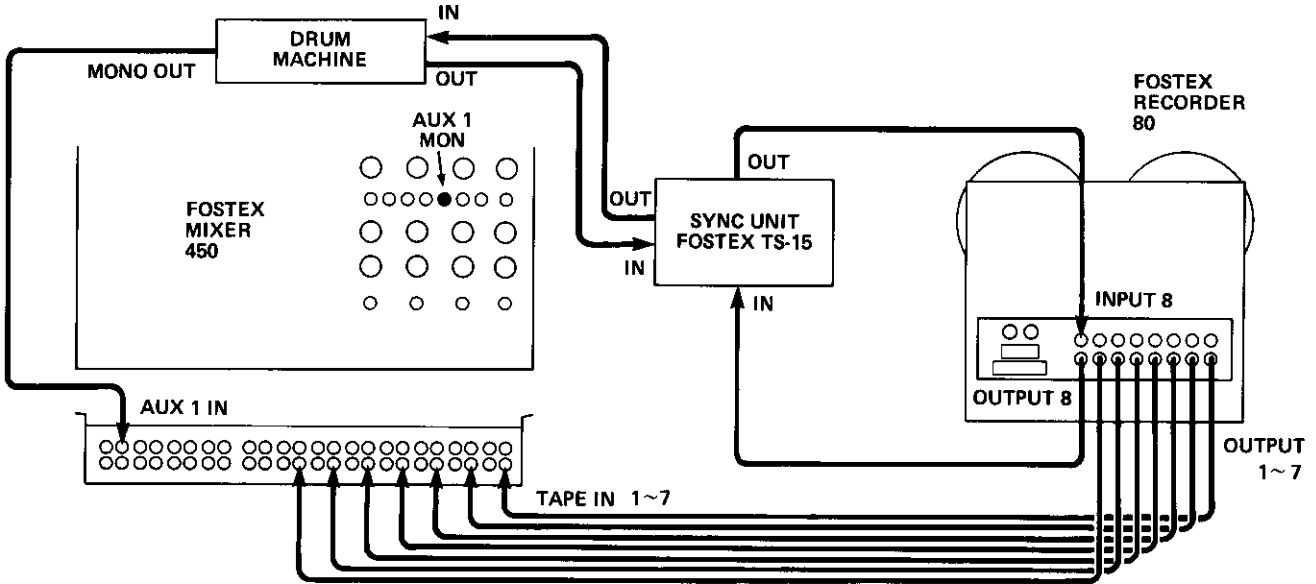 IN
DRUM
MACHINE
MONO OUT
OUT
AUX 1
MON
FOSTEX
MIXER
450
FOSTEX
RECORDER
80
OUT
OUT
SYNC UNIT
FOSTEX TS-15
IN
IN
INPUT 8
OUTPUT 8
AUX 1 IN
OUTPUT
1~7
TAPE IN 1~7